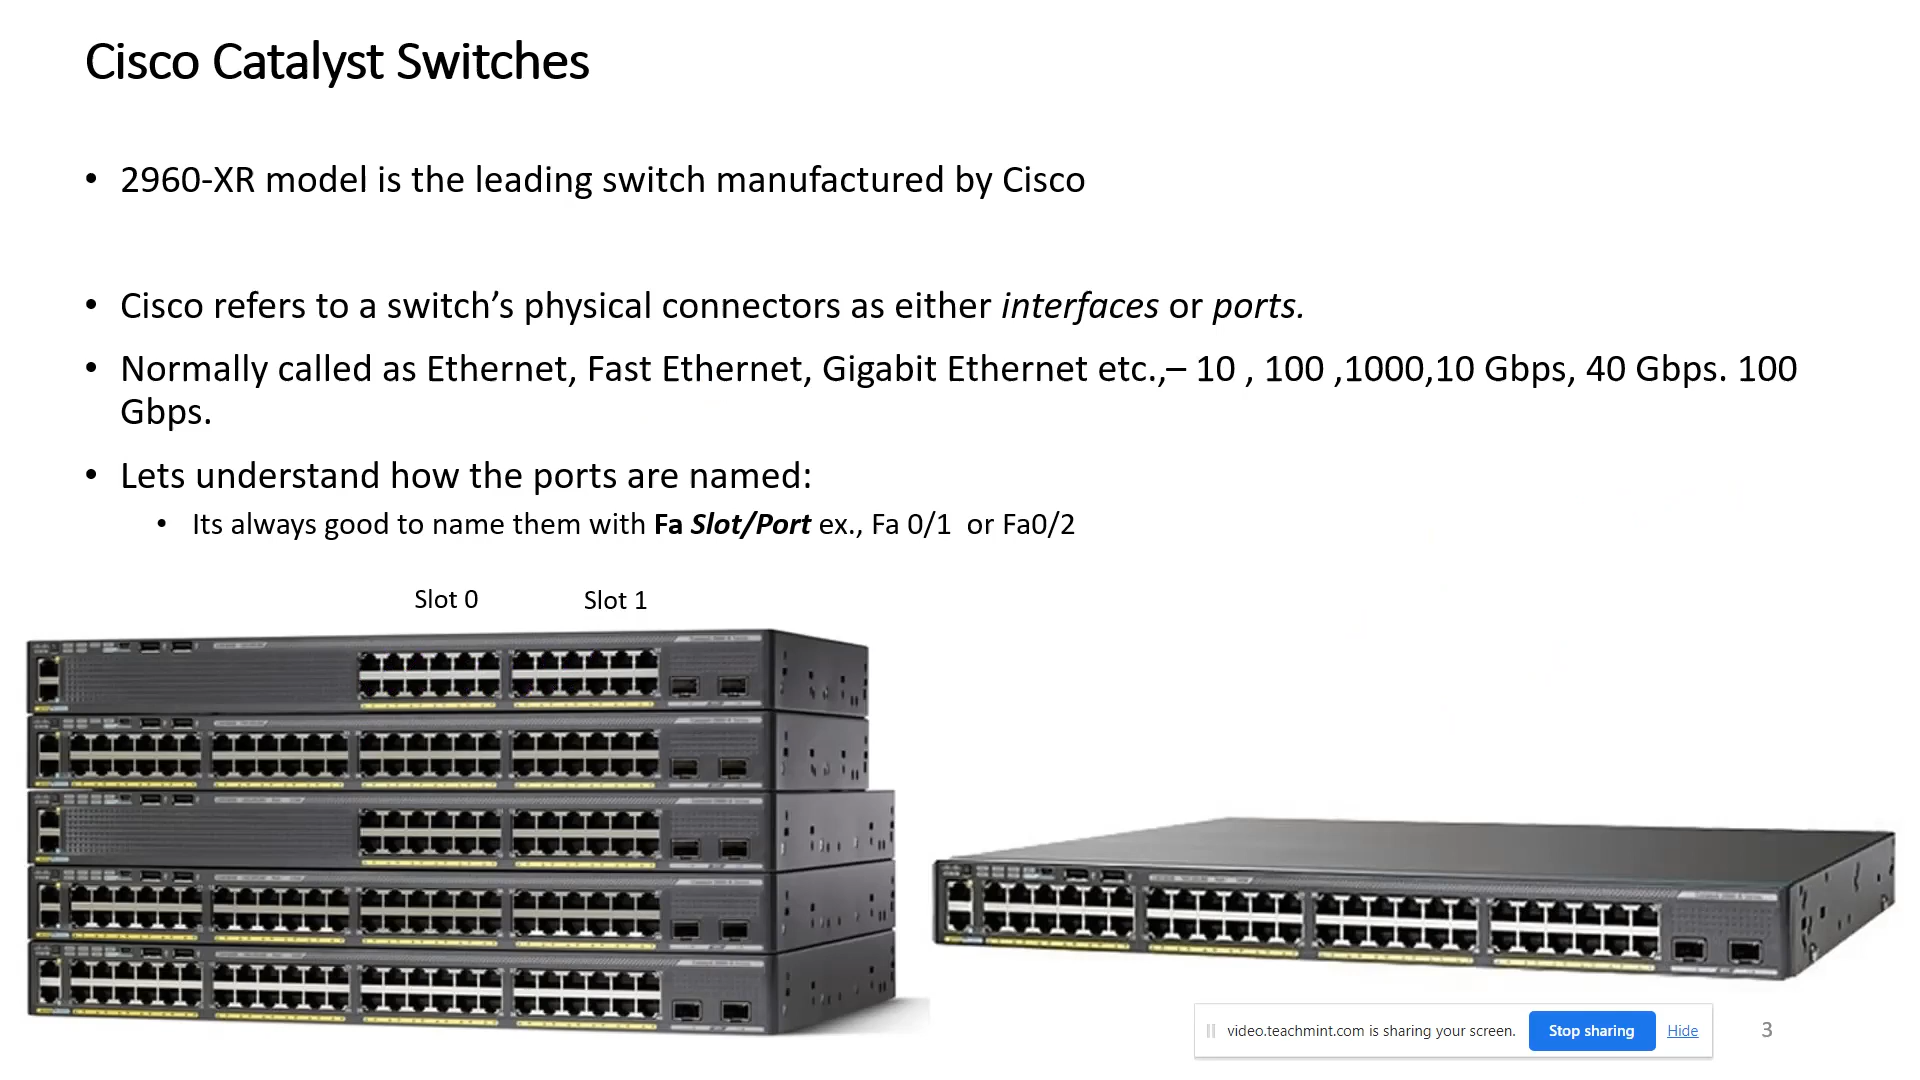 Cisco Catalyst Switches
• 2960-XR model is the leading switch manufactured by Cisco
• Cisco refers to a switch’s physical connectors as either interfaces or ports.
• Normally called as Ethernet, Fast Ethernet, Gigabit Ethernet etc.,– 10 , 100 ,1000,10 Gbps, 40 Gbps. 100
Gbps.
• Lets understand how the ports are named:
• Its always good to name them with Fa Slot/Port ex., Fa 0/1 or Fa0/2
Slot 0 Slot 1
video.teachmint.com is sharing your screen. Stop sharing Hide
3